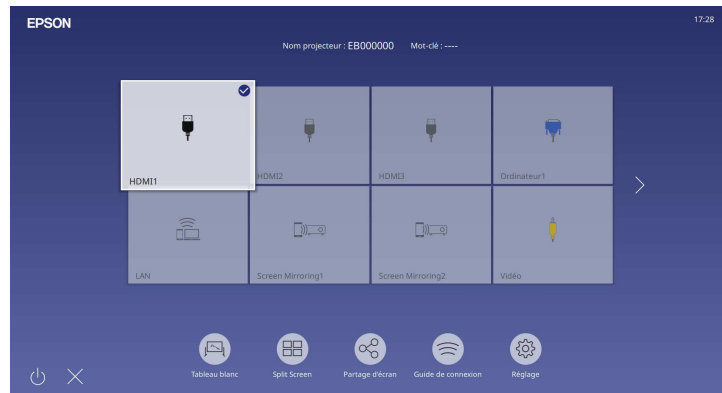 EPSON
17:28
Nom projecteur : EB000000 Mot-clé : ----
HDMI1
HDMI2
HDMI3
Ordinateur1
LAN
Screen Mirroring1
Screen Mirroring2
Vidéo
Tableau blanc
Split Screen
Partage d'écran
Guide de connexion
Réglage